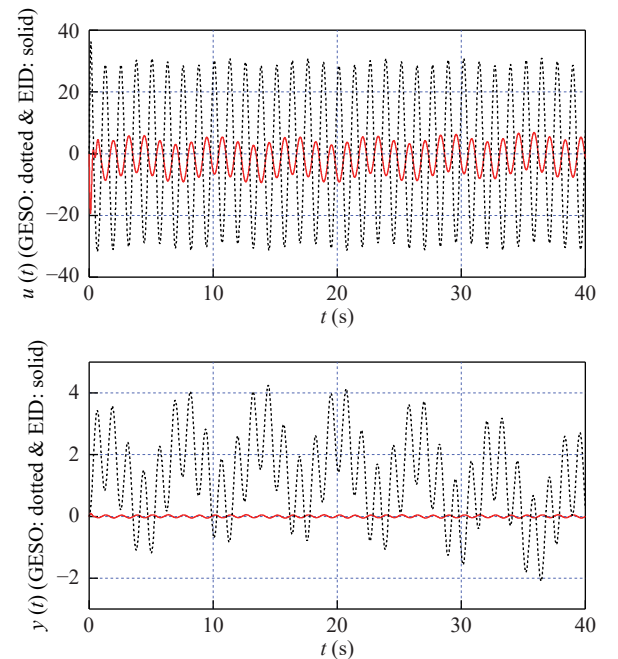 u (t) (GESO: dotted & EID: solid)
40
20
0
−20
−40
0 10 20 30 40
t (s)
y (t) (GESO: dotted & EID: solid)
4
2
0
−2
0 10 20 30 40
t (s)